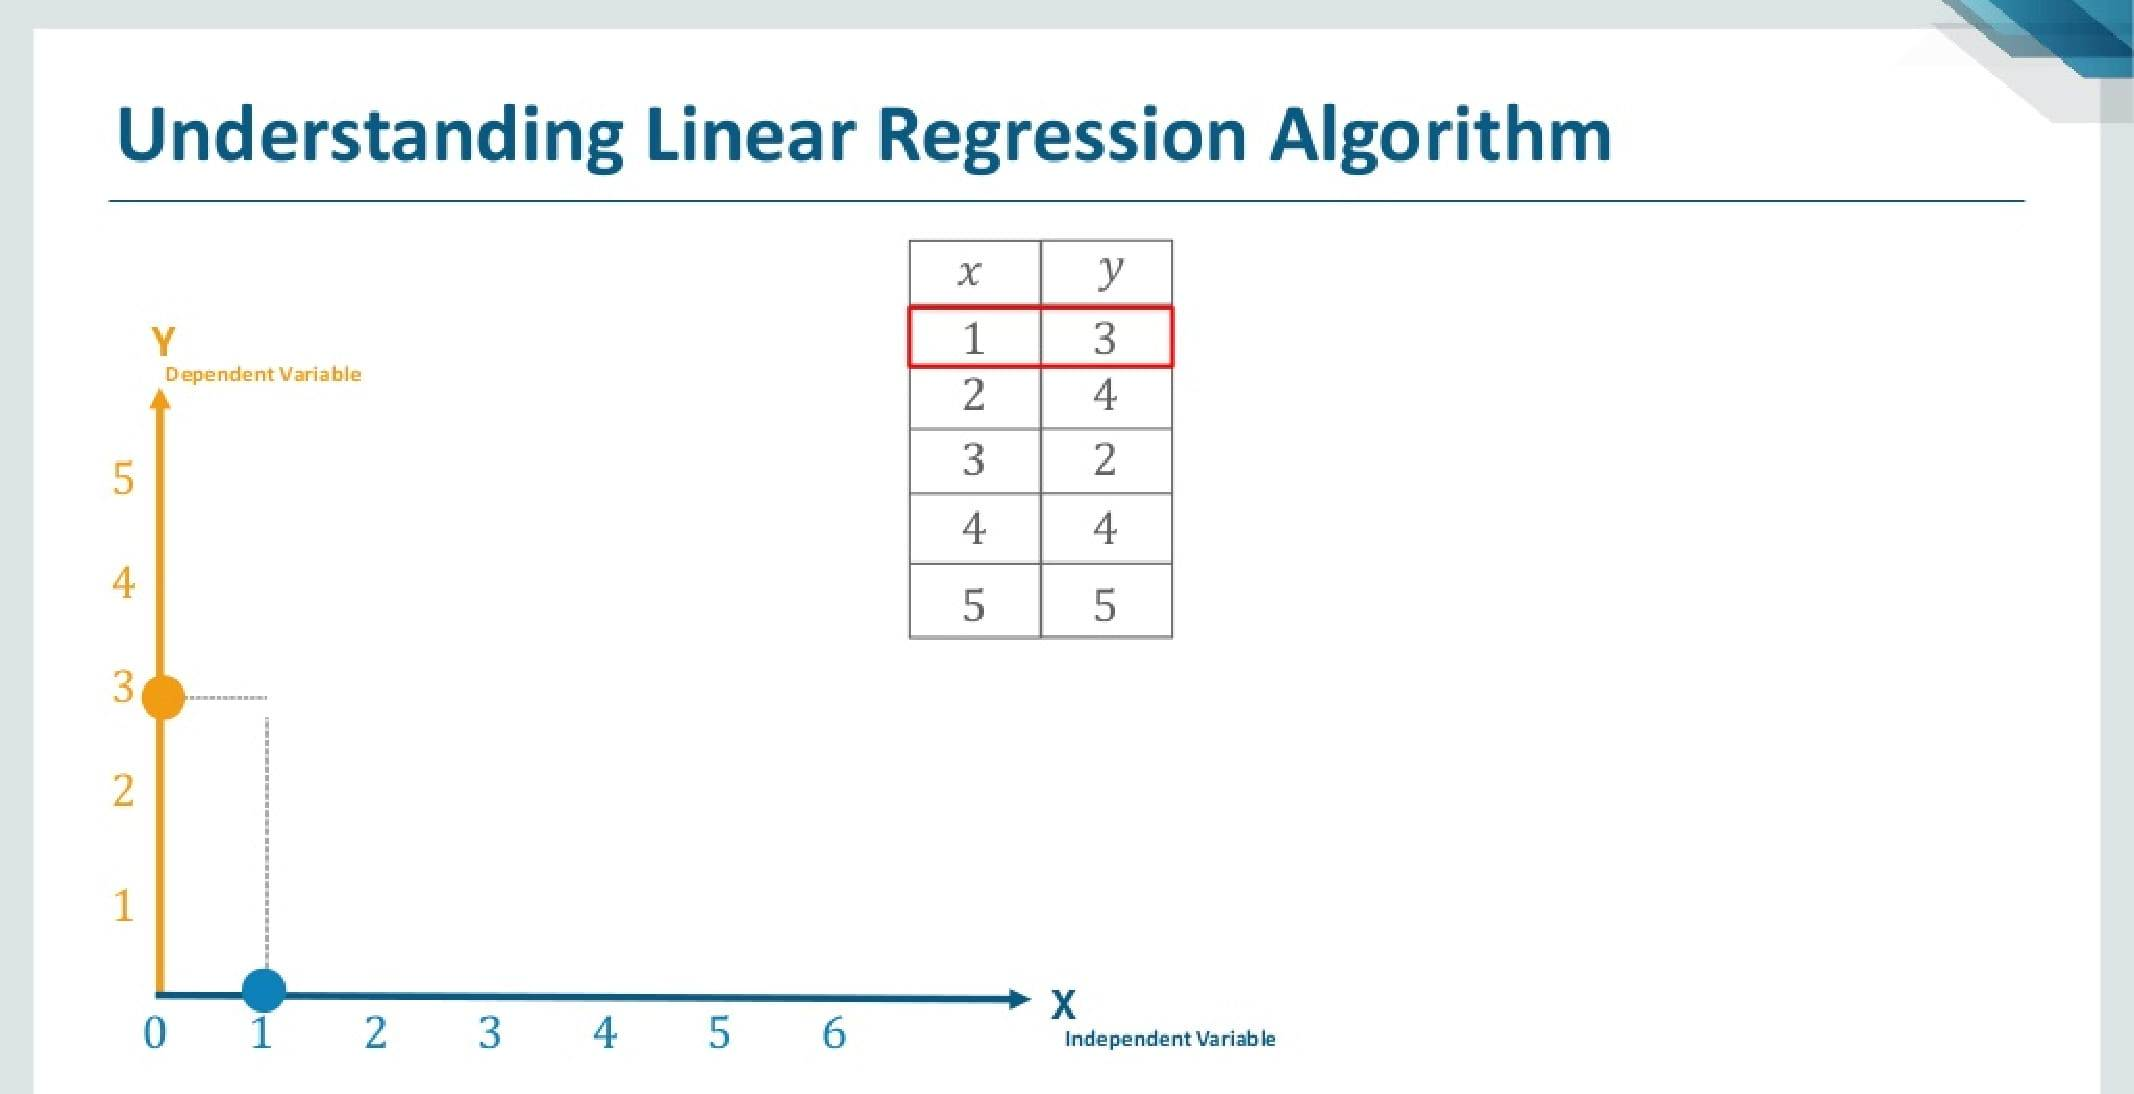 Understanding Linear Regression Algorithm
x y
1 3
2 4
3 2
4 4
5 5
Y
Dependent Variable
5
4
3
2
1
0 1 2 3 4 5 6
X
Independent Variable